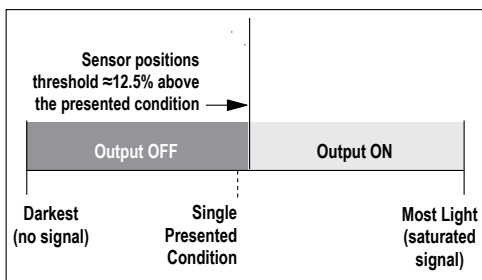 Sensor positions
threshold ≈12.5% above
the presented condition
Output OFF
Output ON
Darkest
(no signal)
Single
Presented
Condition
Most Light
(saturated
signal)